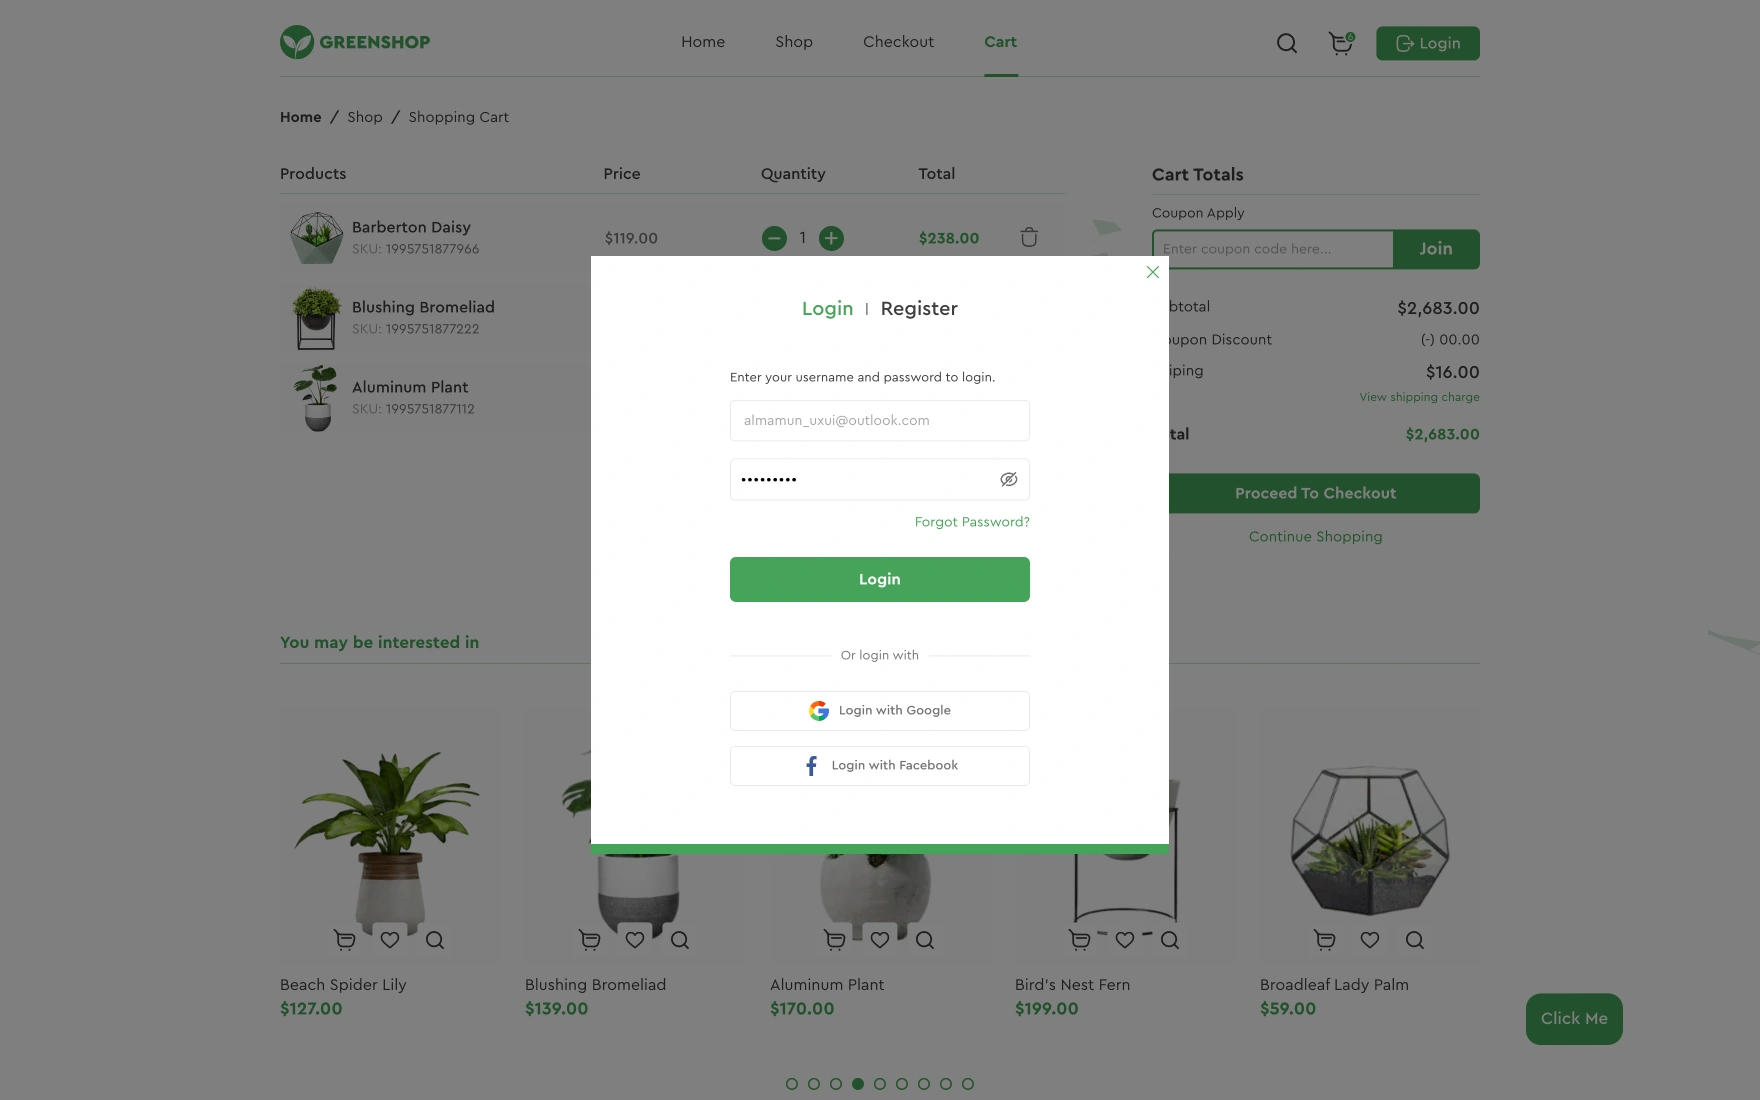 GREENSHOP
Home
Shop
Checkout
Cart
6
Login
Home / Shop / Shopping Cart
Products
Price
Quantity
Total
Barberton Daisy
SKU: 1995751877966
$119.00
1
$238.00
Blushing Bromeliad
SKU: 1995751877222
Aluminum Plant
SKU: 1995751877112
Cart Totals
Coupon Apply
Enter coupon code here...
Join
btotal
$2,683.00
upon Discount
(-) 00.00
iping
$16.00
View shipping charge
tal
$2,683.00
Proceed To Checkout
Continue Shopping
Login | Register
Enter your username and password to login.
almamun_uxui@outlook.com
•••••••••
Forgot Password?
Login
Or login with
Login with Google
Login with Facebook
You may be interested in
Beach Spider Lily
$127.00
Blushing Bromeliad
$139.00
Aluminum Plant
$170.00
Bird's Nest Fern
$199.00
Broadleaf Lady Palm
$59.00
Click Me